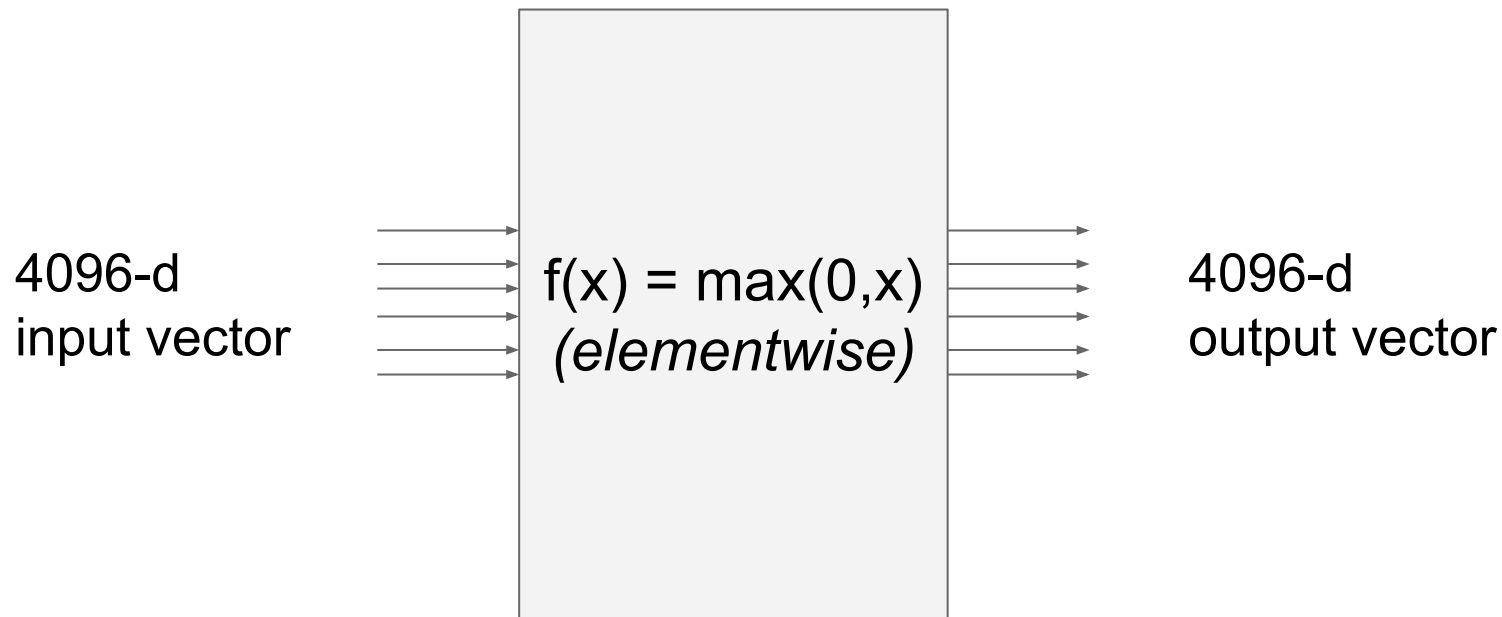 4096-d
input vector
f(x) = max(0,x)
(elementwise)
4096-d
output vector